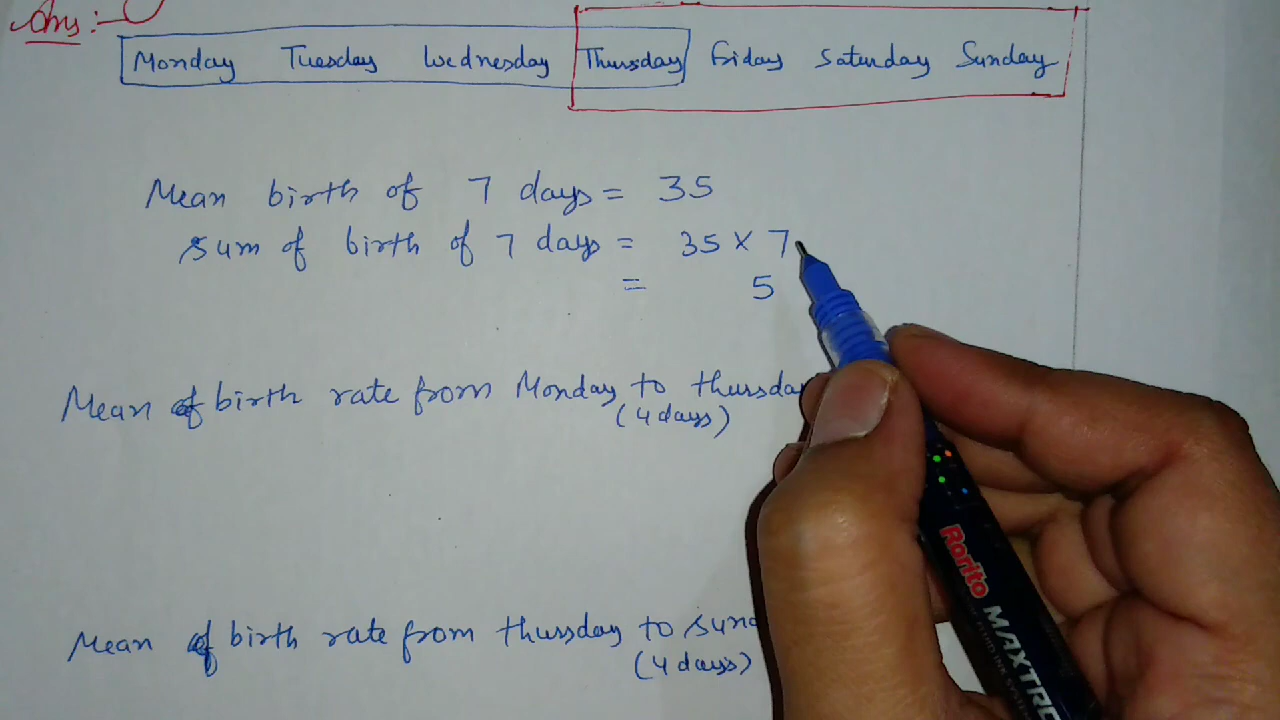 Ans:-
Monday Tuesday Wednesday Thursday Friday Saturday Sunday
Mean birth of 7 days = 35
sum of birth of 7 days = 35 × 7
= 5
Mean of birth rate from Monday to thursday
(4 days)
Mean of birth rate from thursday to sund
(4 days)
Rorito MAXTRO